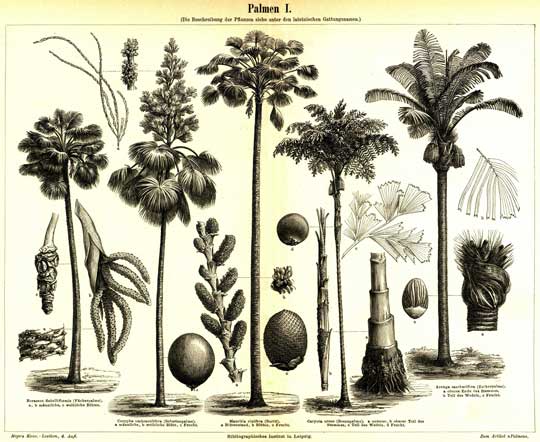 Palmen I.
(Die Beschreibung der Pflanzen siehe unter den lateinischen Gattungsnamen.)
Borassus flabelliformis (Fächerpalme).
a, b männliche, c weibliche Blüten.
Corypha umbraculifera (Schattenpalme).
a männliche, b weibliche Blüte, c Frucht.
Mauritia vinifera (Buriti).
a Blütenstand, b Blüten, c Frucht.
Caryota urens (Brennpalme). a unterer, b oberer Teil des
Stammes, c Teil des Wedels, d Frucht.
Arenga saccharifera (Zuckerpalme).
a oberes Ende des Stammes,
b Teil des Wedels, c Frucht.
Meyers Konv.-Lexikon, 4. Aufl.
Bibliographisches Institut in Leipzig.
Zum Artikel »Palmen«.